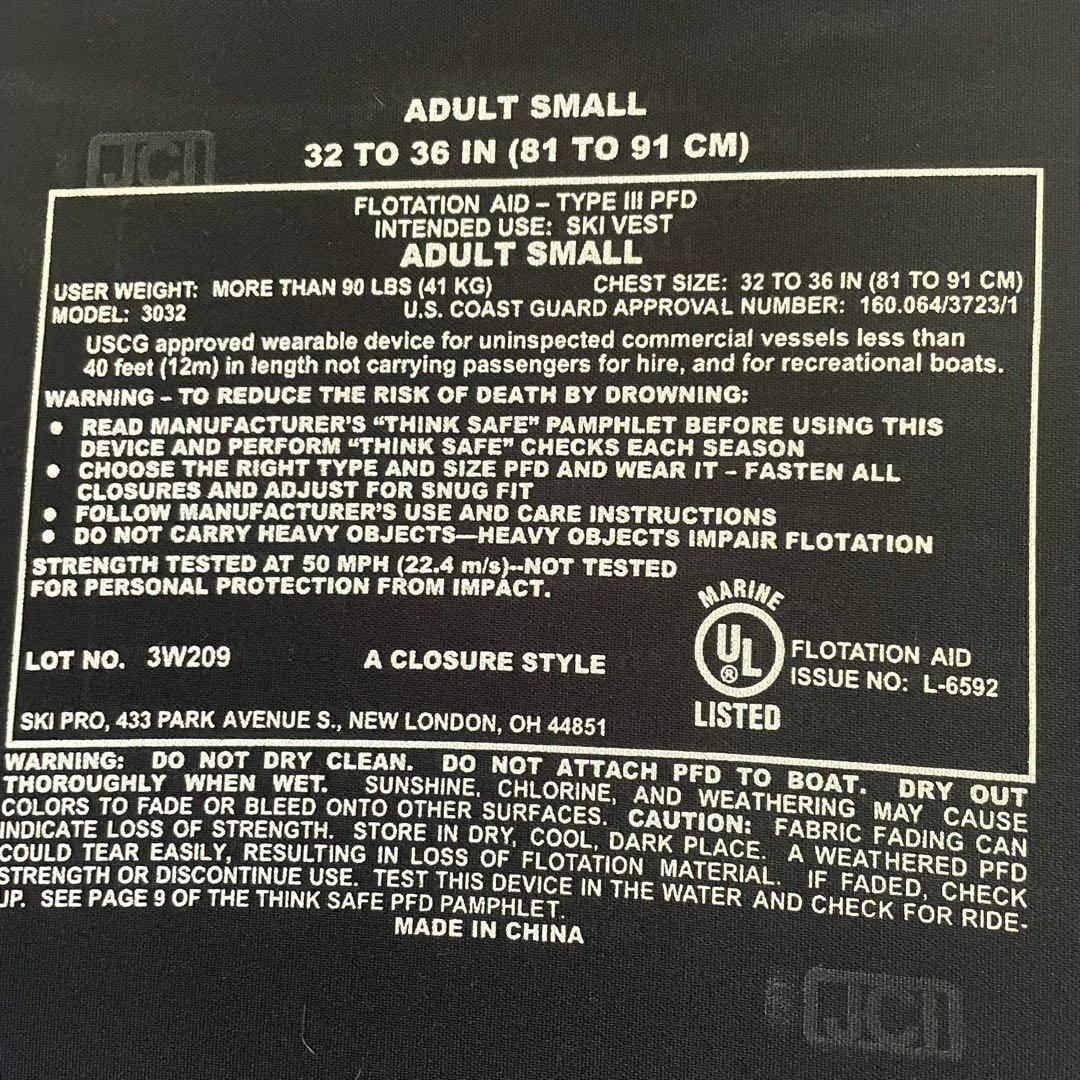 ADULT SMALL
32 TO 36 IN (81 TO 91 CM)
JCI
FLOTATION AID – TYPE III PFD
INTENDED USE: SKI VEST
ADULT SMALL
USER WEIGHT: MORE THAN 90 LBS (41 KG) CHEST SIZE: 32 TO 36 IN (81 TO 91 CM)
MODEL: 3032 U.S. COAST GUARD APPROVAL NUMBER: 160.064/3723/1
USCG approved wearable device for uninspected commercial vessels less than
40 feet (12m) in length not carrying passengers for hire, and for recreational boats.
WARNING – TO REDUCE THE RISK OF DEATH BY DROWNING:
● READ MANUFACTURER'S “THINK SAFE” PAMPHLET BEFORE USING THIS
DEVICE AND PERFORM “THINK SAFE” CHECKS EACH SEASON
● CHOOSE THE RIGHT TYPE AND SIZE PFD AND WEAR IT – FASTEN ALL
CLOSURES AND ADJUST FOR SNUG FIT
● FOLLOW MANUFACTURER'S USE AND CARE INSTRUCTIONS
● DO NOT CARRY HEAVY OBJECTS—HEAVY OBJECTS IMPAIR FLOTATION
STRENGTH TESTED AT 50 MPH (22.4 m/s)--NOT TESTED
FOR PERSONAL PROTECTION FROM IMPACT.
MARINE
UL®
LISTED
FLOTATION AID
ISSUE NO: L-6592
LOT NO. 3W209 A CLOSURE STYLE
SKI PRO, 433 PARK AVENUE S., NEW LONDON, OH 44851
WARNING: DO NOT DRY CLEAN. DO NOT ATTACH PFD TO BOAT. DRY OUT
THOROUGHLY WHEN WET. SUNSHINE, CHLORINE, AND WEATHERING MAY CAUSE
COLORS TO FADE OR BLEED ONTO OTHER SURFACES. CAUTION: FABRIC FADING CAN
INDICATE LOSS OF STRENGTH. STORE IN DRY, COOL, DARK PLACE. A WEATHERED PFD
COULD TEAR EASILY, RESULTING IN LOSS OF FLOTATION MATERIAL. IF FADED, CHECK
STRENGTH OR DISCONTINUE USE. TEST THIS DEVICE IN THE WATER AND CHECK FOR RIDE-
UP. SEE PAGE 9 OF THE THINK SAFE PFD PAMPHLET.
MADE IN CHINA
JCI